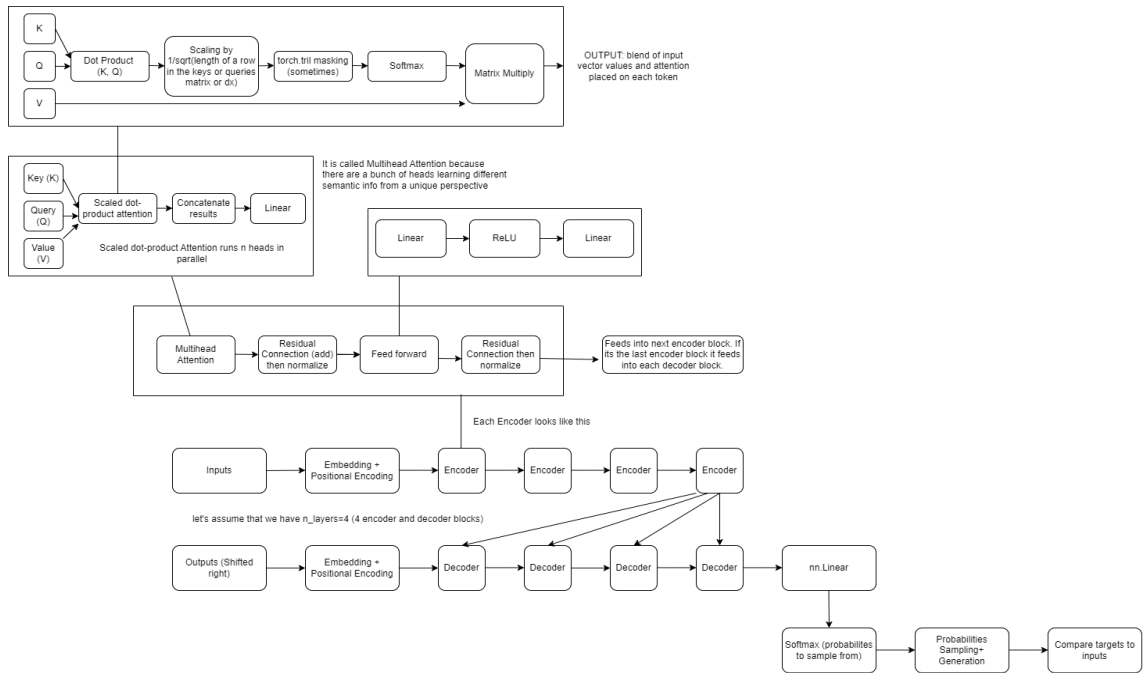 K
Q
V
Dot Product
(K, Q)
Scaling by
1/sqrt(length of a row
in the keys or queries
matrix or dx)
torch.tril masking
(sometimes)
Softmax
Matrix Multiply
OUTPUT: blend of input
vector values and attention
placed on each token
It is called Multihead Attention because
there are a bunch of heads learning different
semantic info from a unique perspective
Key (K)
Query
(Q)
Value
(V)
Scaled dot-
product attention
Concatenate
results
Linear
Scaled dot-product Attention runs n heads in
parallel
Linear
ReLU
Linear
Multihead
Attention
Residual
Connection (add)
then normalize
Feed forward
Residual
Connection then
normalize
Feeds into next encoder block. If
its the last encoder block it feeds
into each decoder block.
Each Encoder looks like this
Inputs
Embedding +
Positional Encoding
Encoder
Encoder
Encoder
Encoder
let's assume that we have n_layers=4 (4 encoder and decoder blocks)
Outputs (Shifted
right)
Embedding +
Positional Encoding
Decoder
Decoder
Decoder
Decoder
nn.Linear
Softmax (probabilites
to sample from)
Probabilities
Sampling+
Generation
Compare targets to
inputs